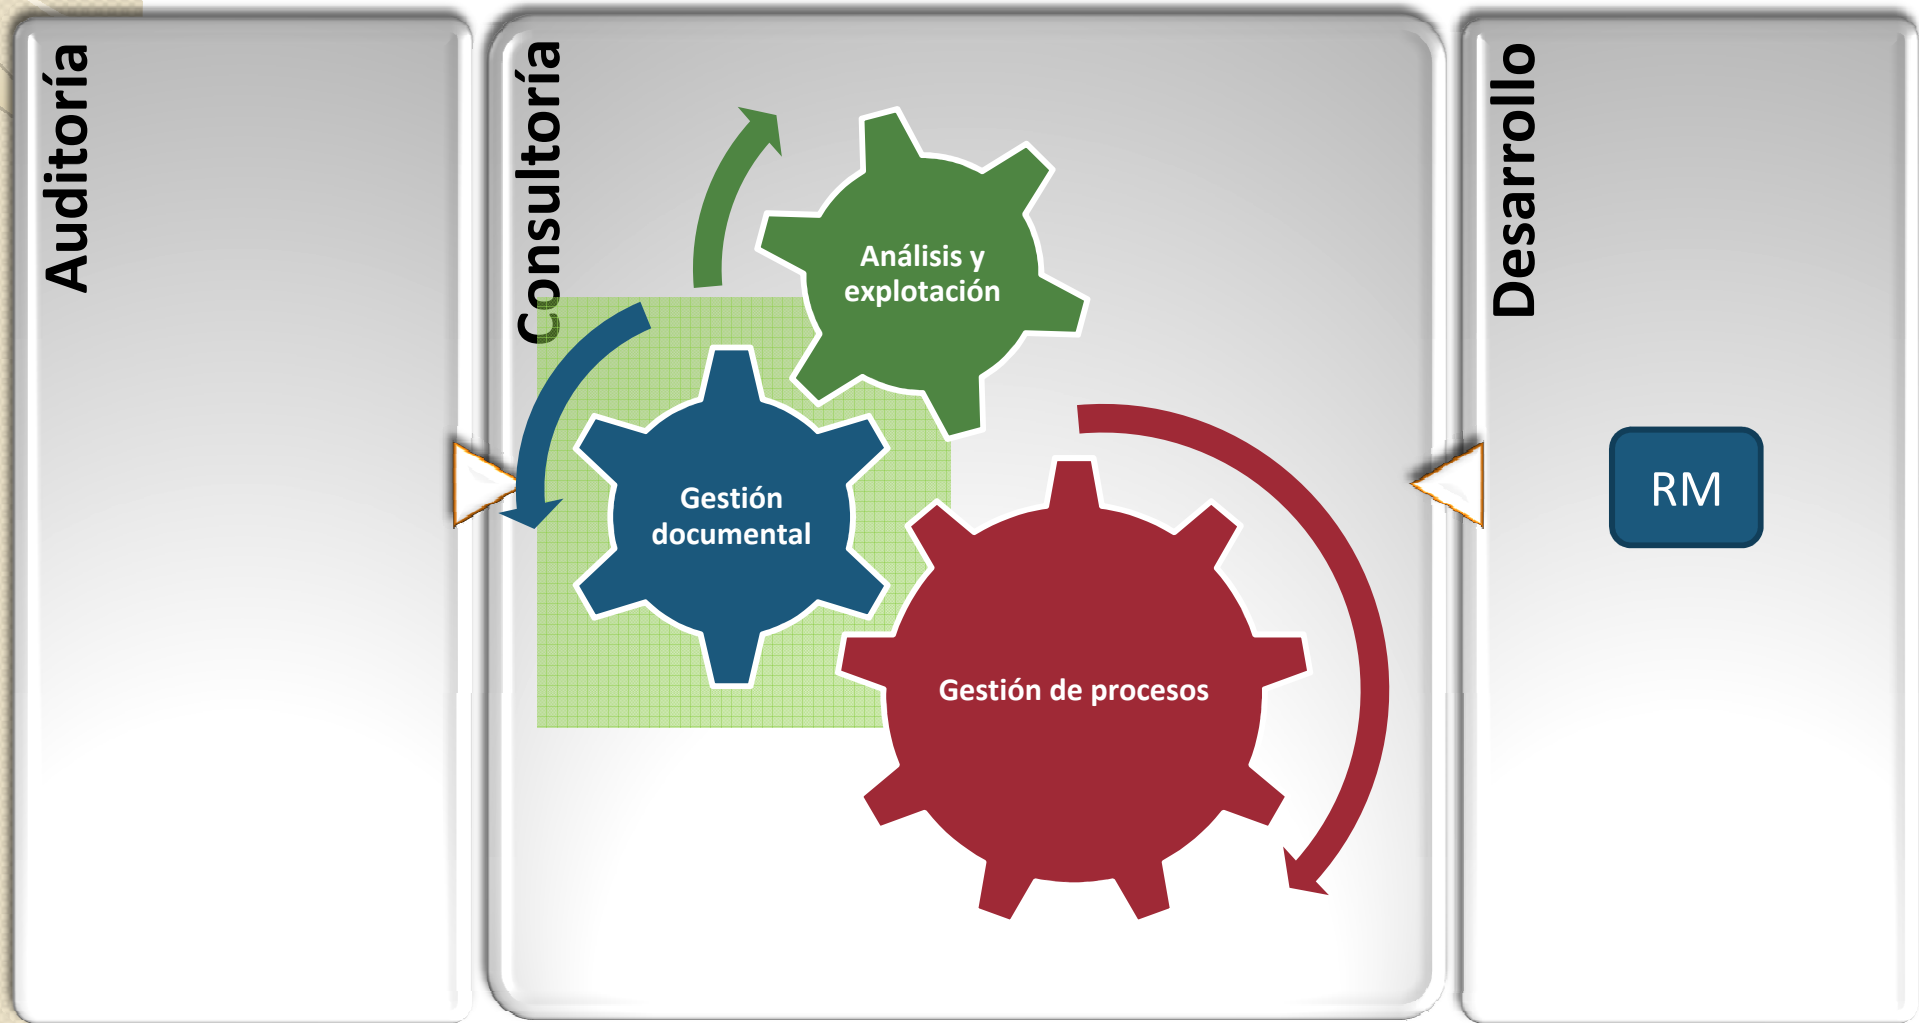 Auditoría
Consultoría
Análisis y
explotación
Gestión
documental
Gestión de procesos
Desarrollo
RM